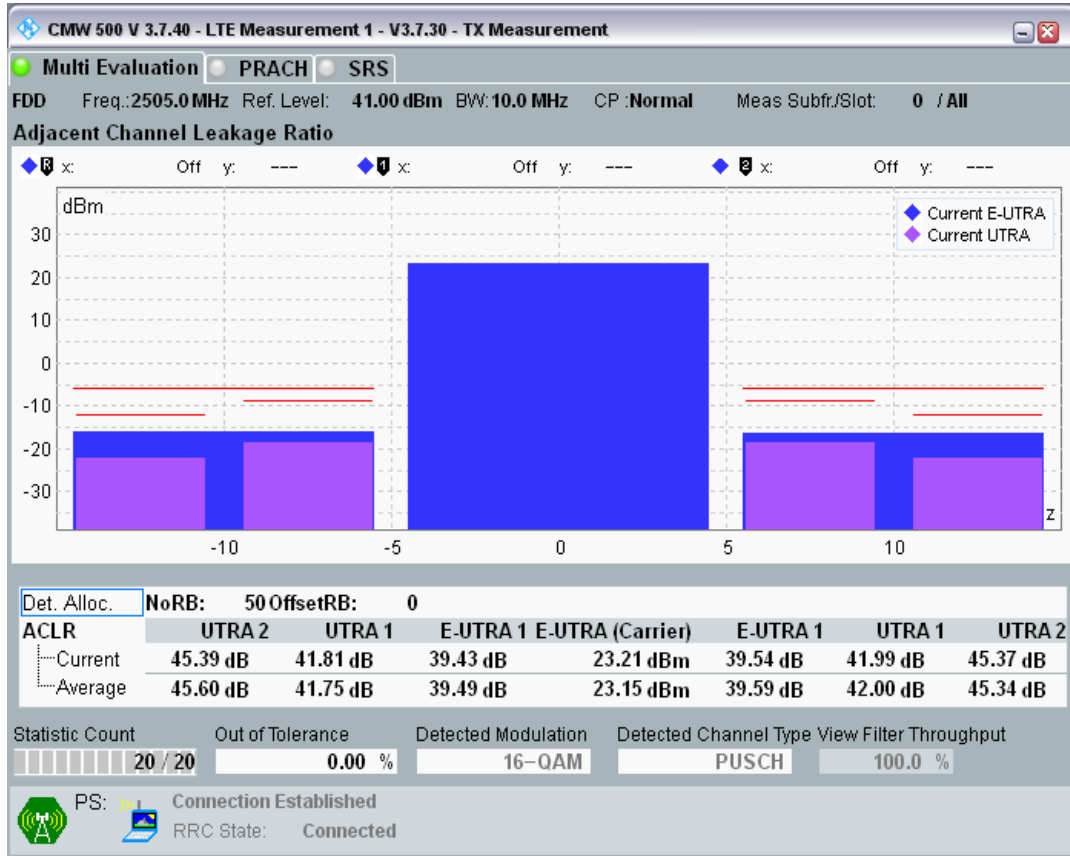 CMW 500 V 3.7.40 - LTE Measurement 1 - V3.7.30 - TX Measurement
Multi Evaluation PRACH SRS
FDD Freq.:2505.0 MHz Ref. Level: 41.00 dBm BW:10.0 MHz CP :Normal Meas Subfr./Slot: 0 / All
Adjacent Channel Leakage Ratio
R x: Off y: --- 1 x: Off y: --- 2 x: Off y: ---
dBm
Current E-UTRA
Current UTRA
30
20
10
0
-10
-20
-30
z
-10 -5 0 5 10
Det. Alloc. NoRB: 50 OffsetRB: 0
ACLR UTRA 2 UTRA 1 E-UTRA 1 E-UTRA (Carrier) E-UTRA 1 UTRA 1 UTRA 2
Current 45.39 dB 41.81 dB 39.43 dB 23.21 dBm 39.54 dB 41.99 dB 45.37 dB
Average 45.60 dB 41.75 dB 39.49 dB 23.15 dBm 39.59 dB 42.00 dB 45.34 dB
Statistic Count Out of Tolerance Detected Modulation Detected Channel Type View Filter Throughput
20 / 20 0.00 % 16-QAM PUSCH 100.0 %
PS: Connection Established
RRC State: Connected